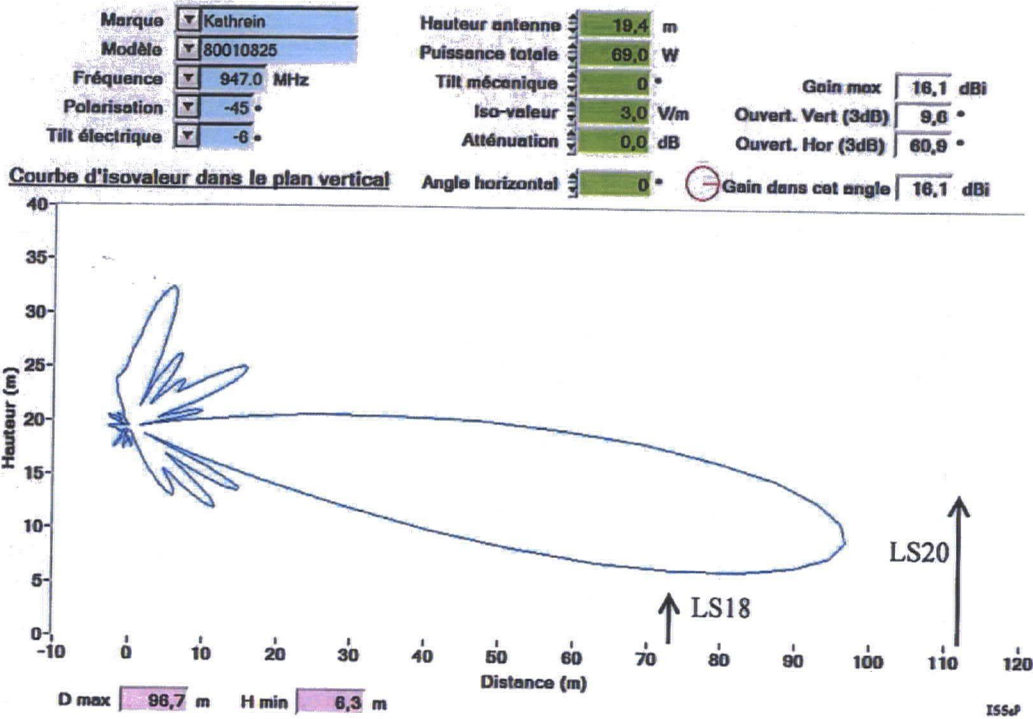 Marque Kathrein
Modèle 80010825
Fréquence 947.0 MHz
Polarisation -45 °
Tilt électrique -6 °
Hauteur antenne 19,4 m
Puissance totale 69,0 W
Tilt mécanique 0 °
Iso-valeur 3,0 V/m
Atténuation 0,0 dB
Gain max 16,1 dBi
Ouvert. Vert (3dB) 9,6 °
Ouvert. Hor (3dB) 60,9 °
Courbe d'isovaleur dans le plan vertical
Angle horizontal 0 °
Gain dans cet angle 16,1 dBi
40
35
30
25
20
15
10
5
0
Hauteur (m)
LS20
LS18
-10 0 10 20 30 40 50 60 70 80 90 100 110 120
Distance (m)
D max 96,7 m H min 6,3 m
ISSeP